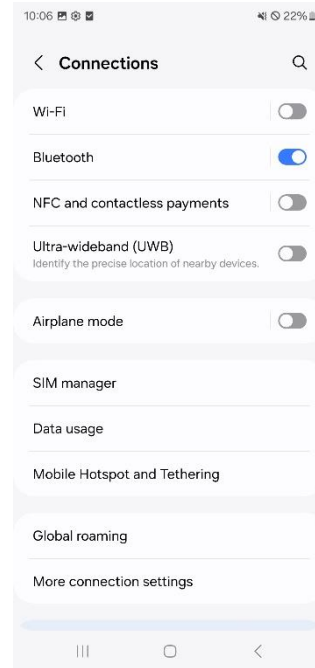 10:06
22%
Connections
Wi-Fi
Bluetooth
NFC and contactless payments
Ultra-wideband (UWB)
Identify the precise location of nearby devices.
Airplane mode
SIM manager
Data usage
Mobile Hotspot and Tethering
Global roaming
More connection settings